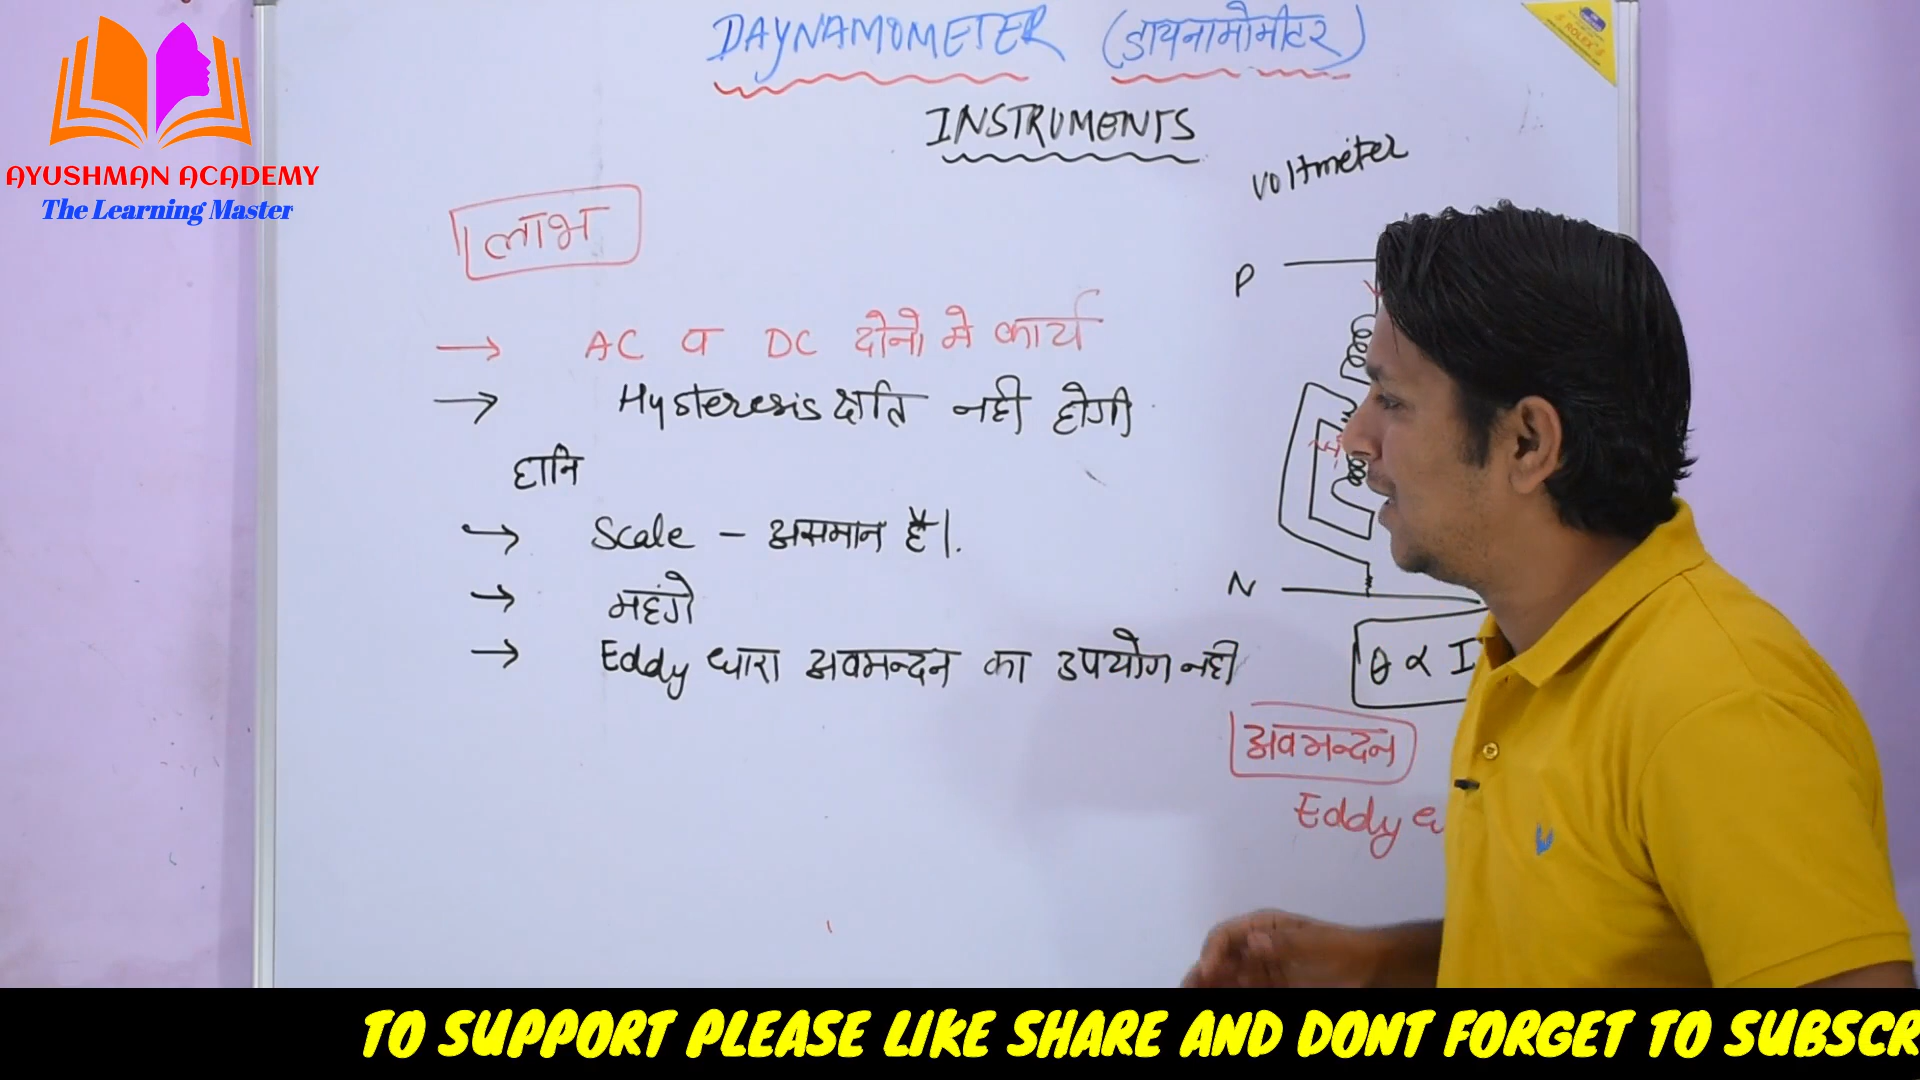 AYUSHMAN ACADEMY
The Learning Master
DAYNAMOMETER (डायनामोमीटर)
INSTRUMENTS
लाभ
→ AC व DC दोनो मे कार्य
→ Hysteresis क्षति नही होगी
हानि
→ Scale - असमान है।.
→ महंगे
→ Eddy धारा अवमन्दन का उपयोग नही
voltmeter
P
N
θ ∝ I
अवमन्दन
Eddy ध
TO SUPPORT PLEASE LIKE SHARE AND DONT FORGET TO SUBSCR